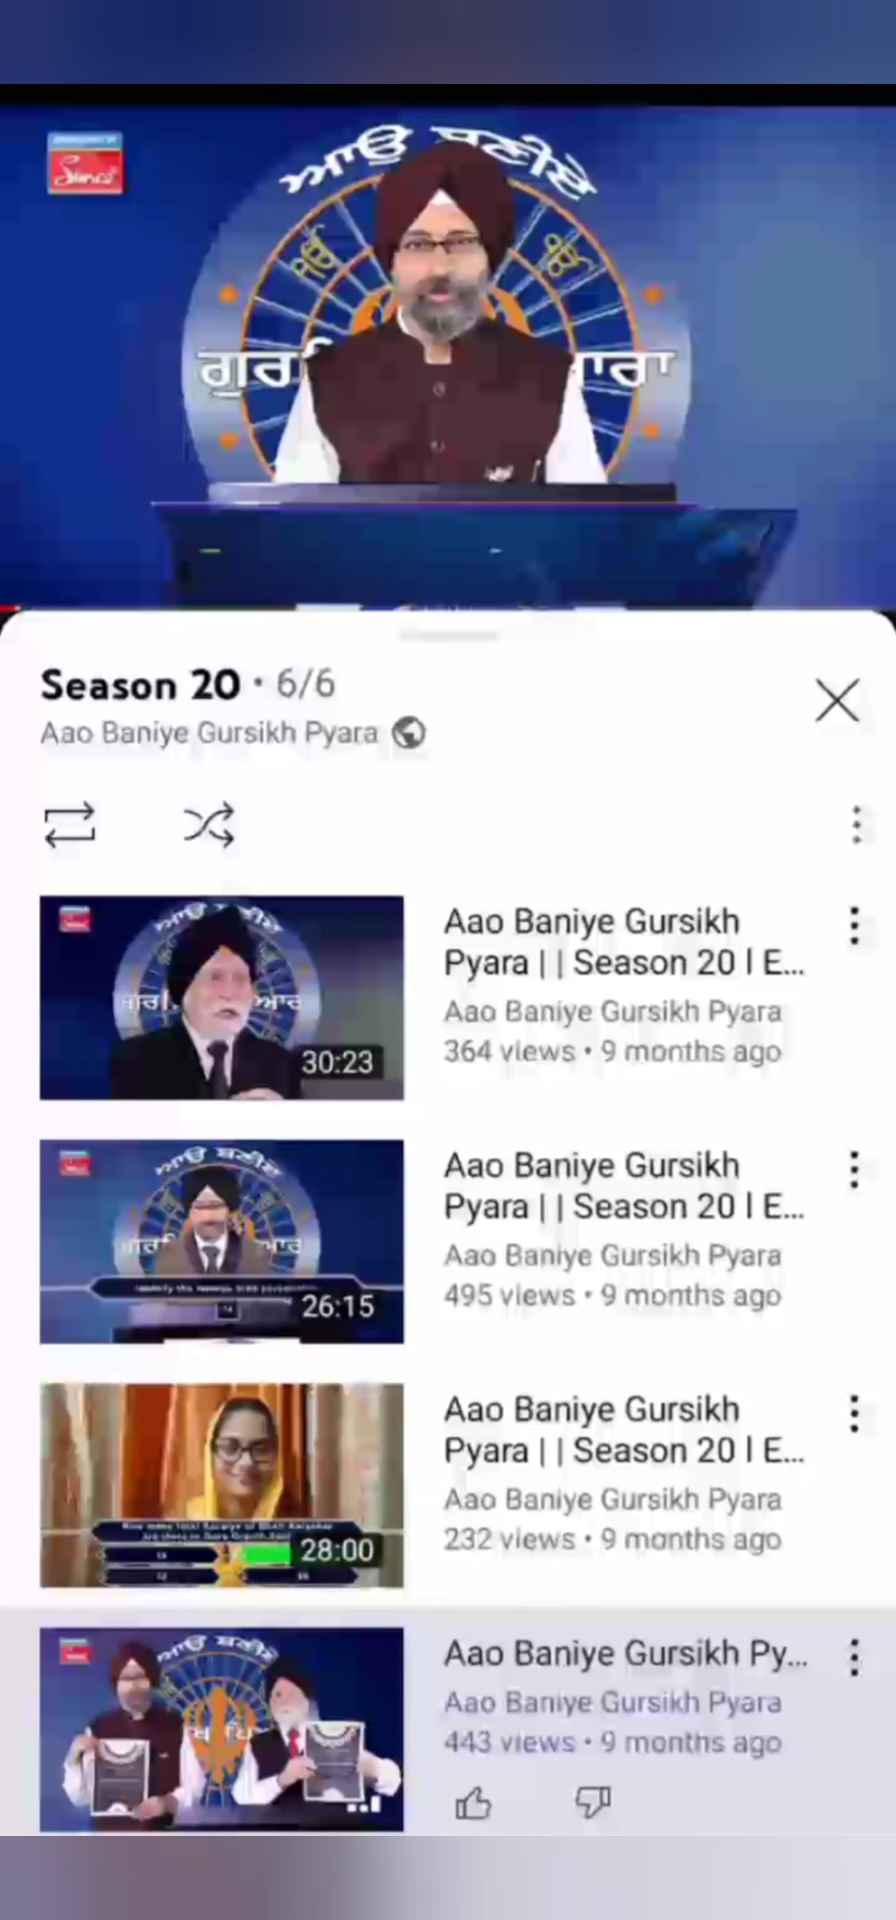 ਆਉ ਬਣੀਏ
Season 20 • 6/6
Aao Baniye Gursikh Pyara
Aao Baniye Gursikh
Pyara || Season 20 l E...
Aao Baniye Gursikh Pyara
364 views • 9 months ago
30:23
Aao Baniye Gursikh
Pyara || Season 20 l E...
Aao Baniye Gursikh Pyara
495 views • 9 months ago
26:15
Aao Baniye Gursikh
Pyara || Season 20 l E...
Aao Baniye Gursikh Pyara
232 views • 9 months ago
28:00
Aao Baniye Gursikh Py...
Aao Baniye Gursikh Pyara
443 views • 9 months ago